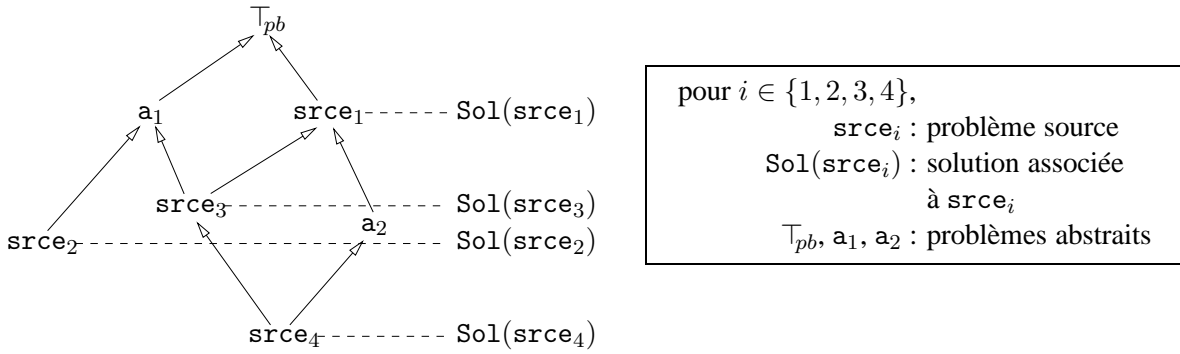 ⊤pb
a1
srce1 Sol(srce1)
srce3 Sol(srce3)
a2
srce2 Sol(srce2)
srce4 Sol(srce4)
pour i ∈ {1, 2, 3, 4},
srcei : problème source
Sol(srcei) : solution associée
à srcei
⊤pb, a1, a2 : problèmes abstraits